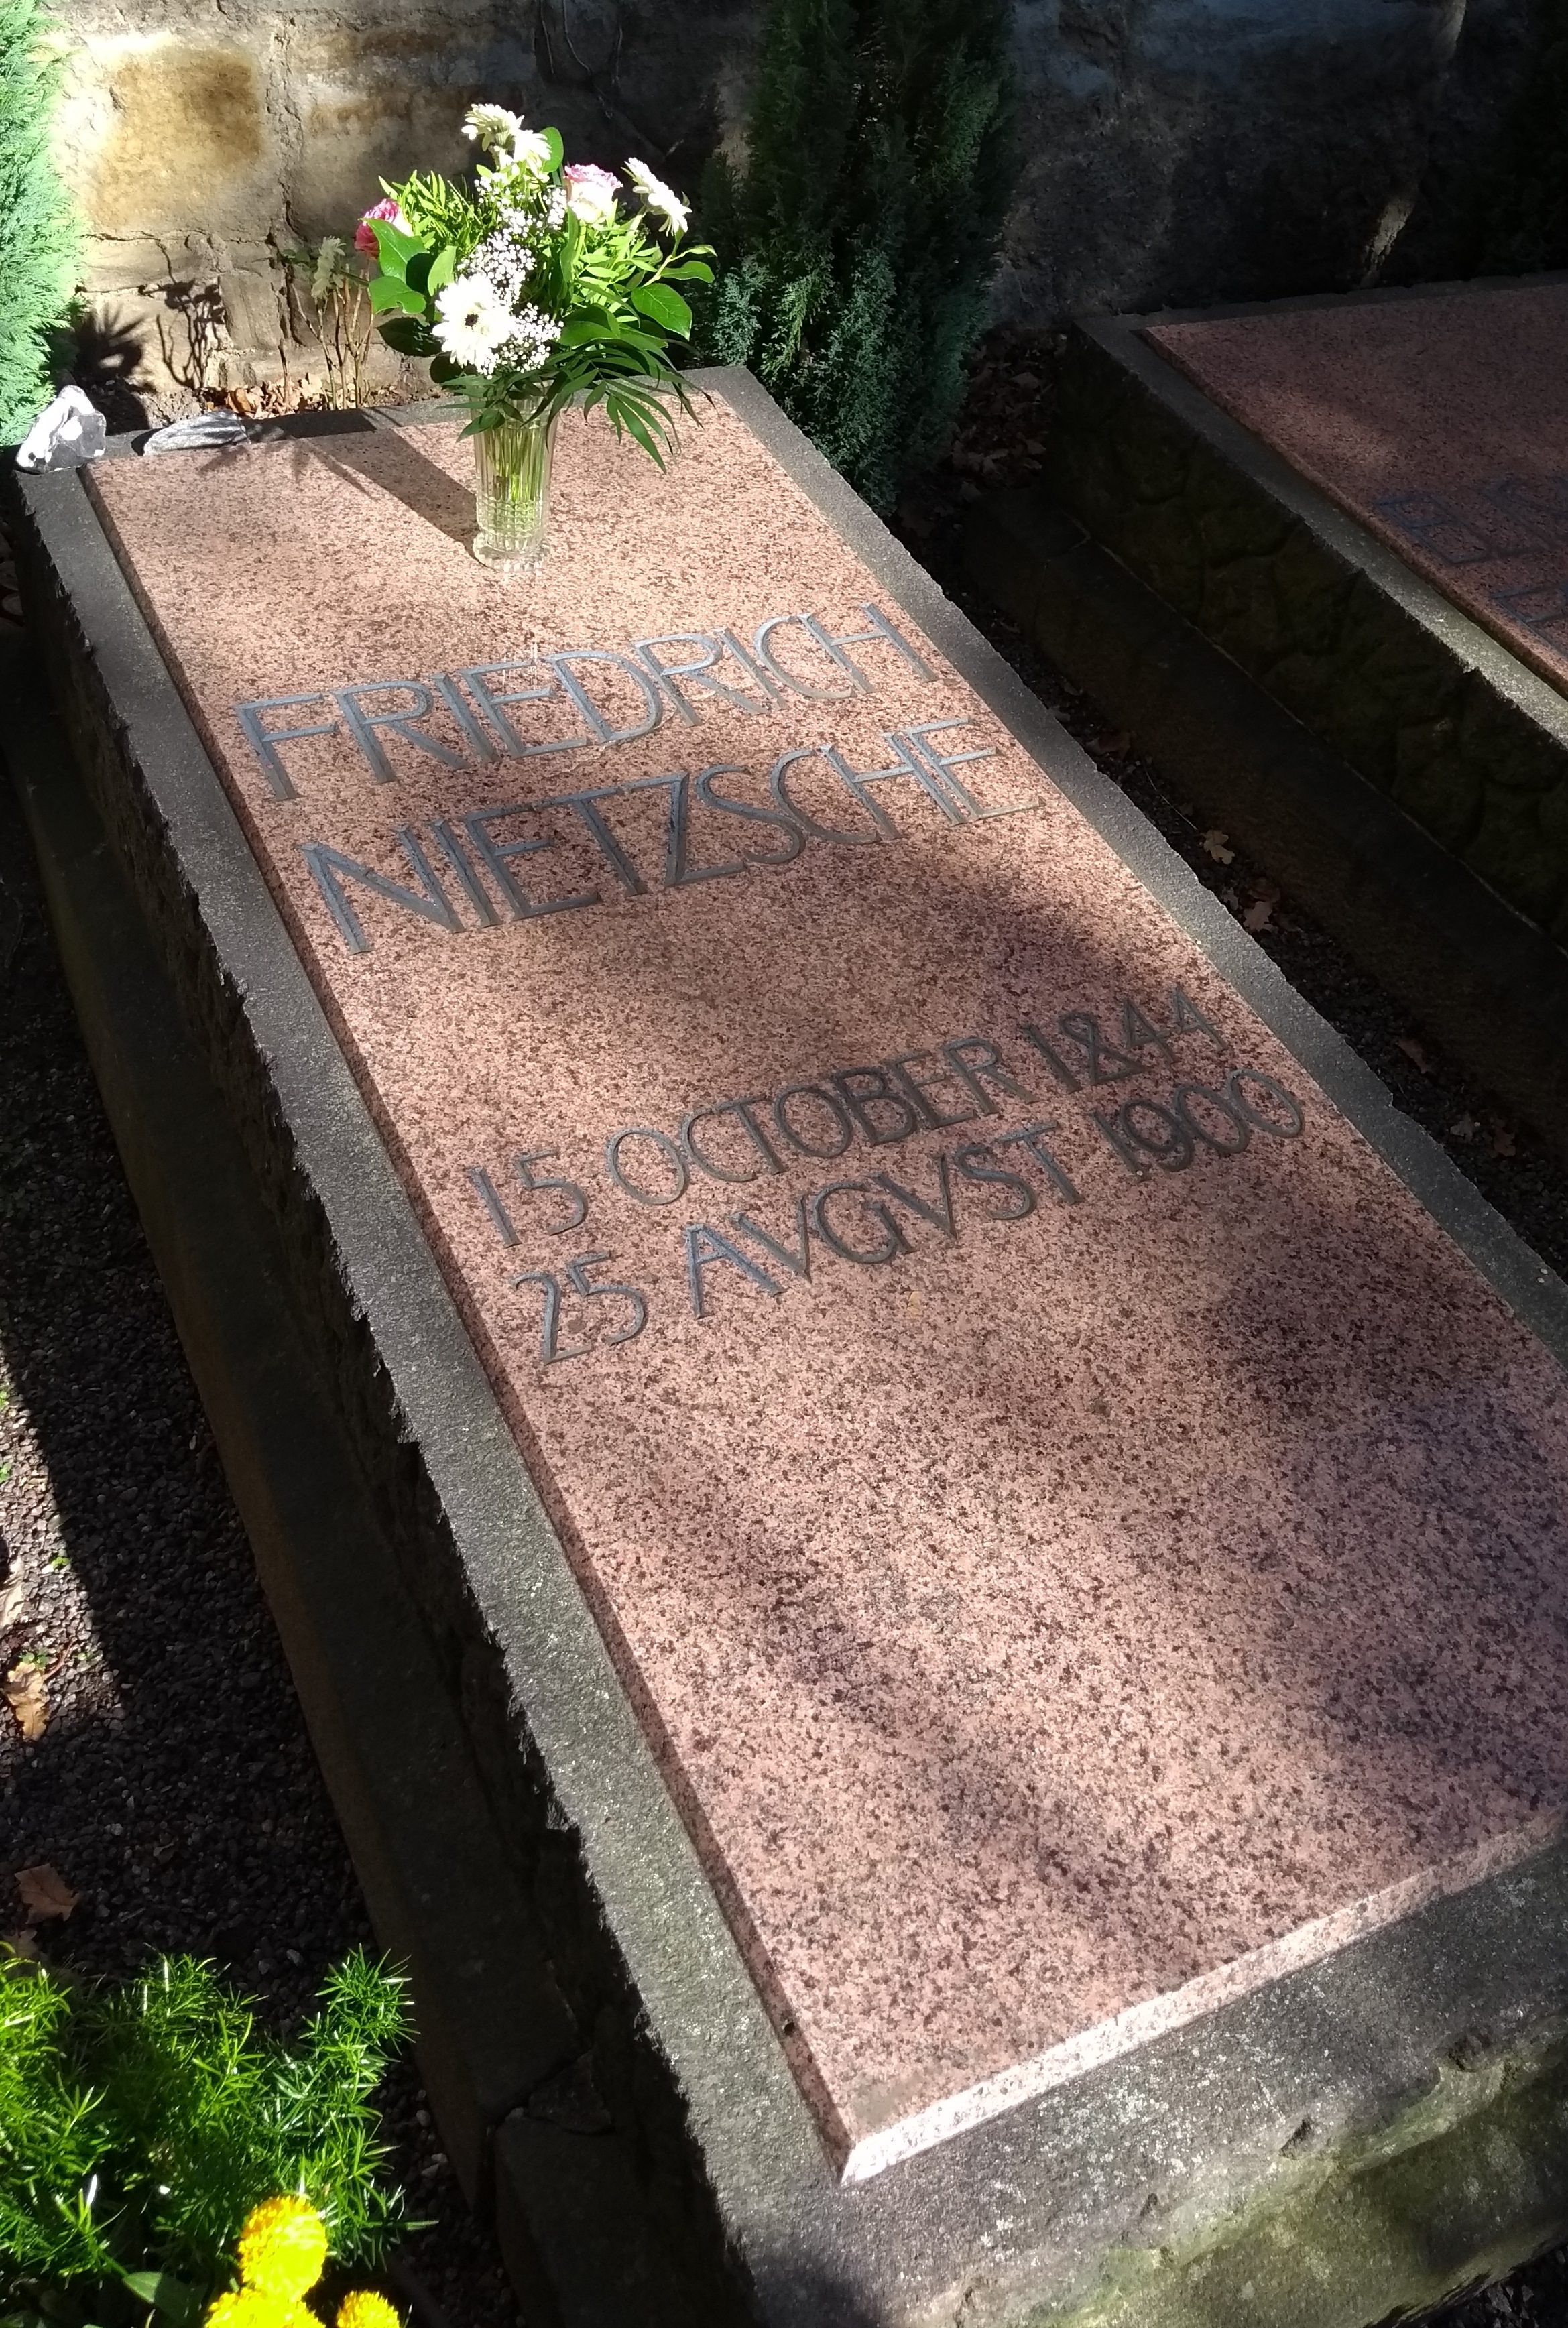 FRIEDRICH
NIETZSCHE
15 OCTOBER 1844
25 AVGVST 1900